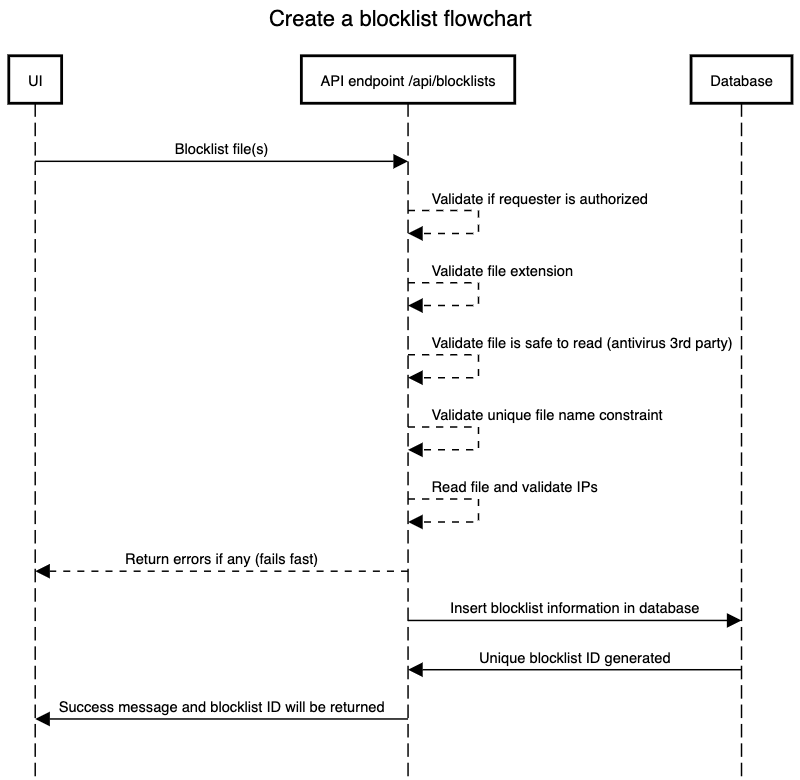 Create a blocklist flowchart
UI
API endpoint /api/blocklists
Database
Blocklist file(s)
Validate if requester is authorized
Validate file extension
Validate file is safe to read (antivirus 3rd party)
Validate unique file name constraint
Read file and validate IPs
Return errors if any (fails fast)
Insert blocklist information in database
Unique blocklist ID generated
Success message and blocklist ID will be returned